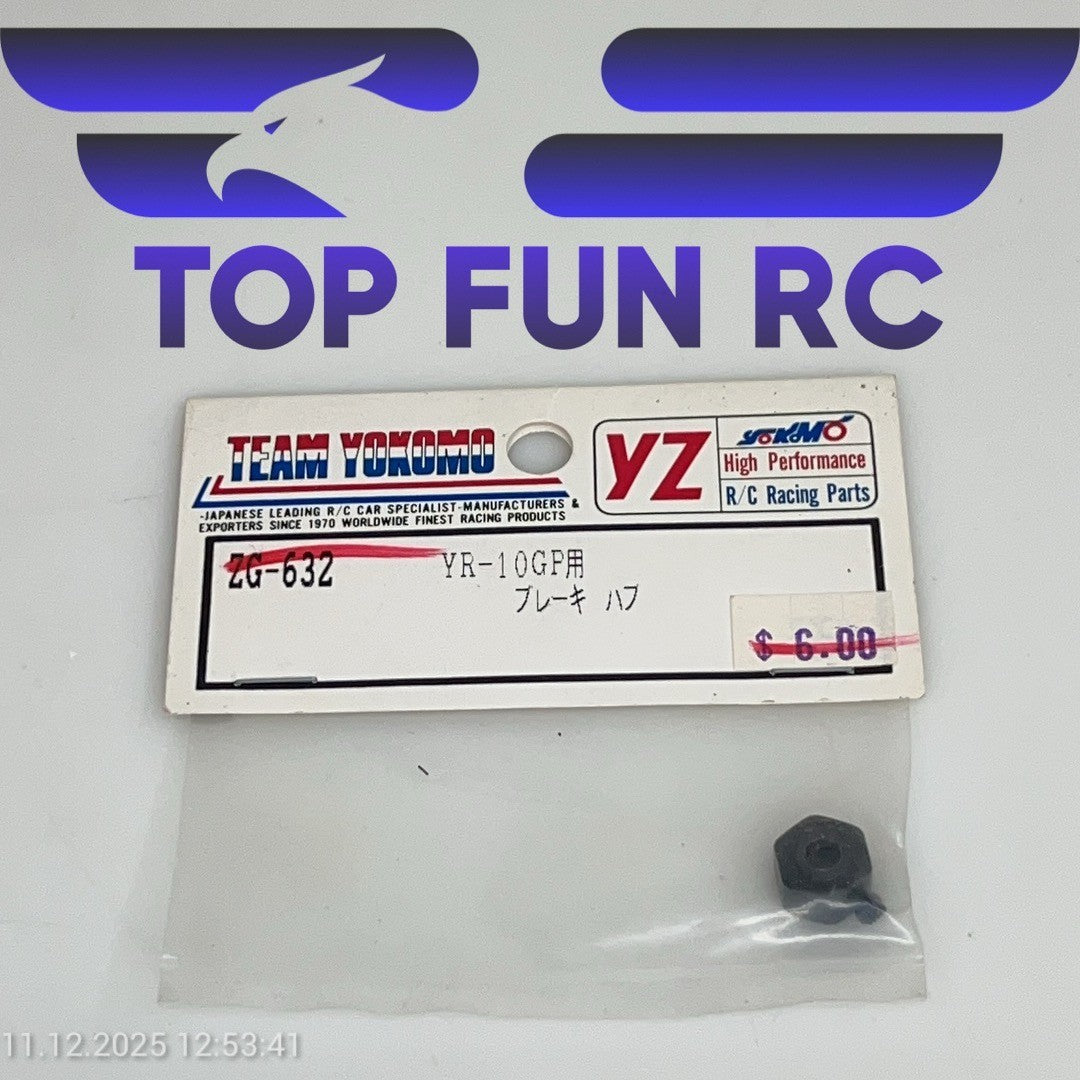 TOP FUN RC
TEAM YOKOMO
-JAPANESE LEADING R/C CAR SPECIALIST-MANUFACTURERS &
EXPORTERS SINCE 1970 WORLDWIDE FINEST RACING PRODUCTS
YZ
YOKOMO
High Performance
R/C Racing Parts
ZG-632 YR-10GP用
ブレーキ ハブ
$ 6.00
11.12.2025 12:53:41